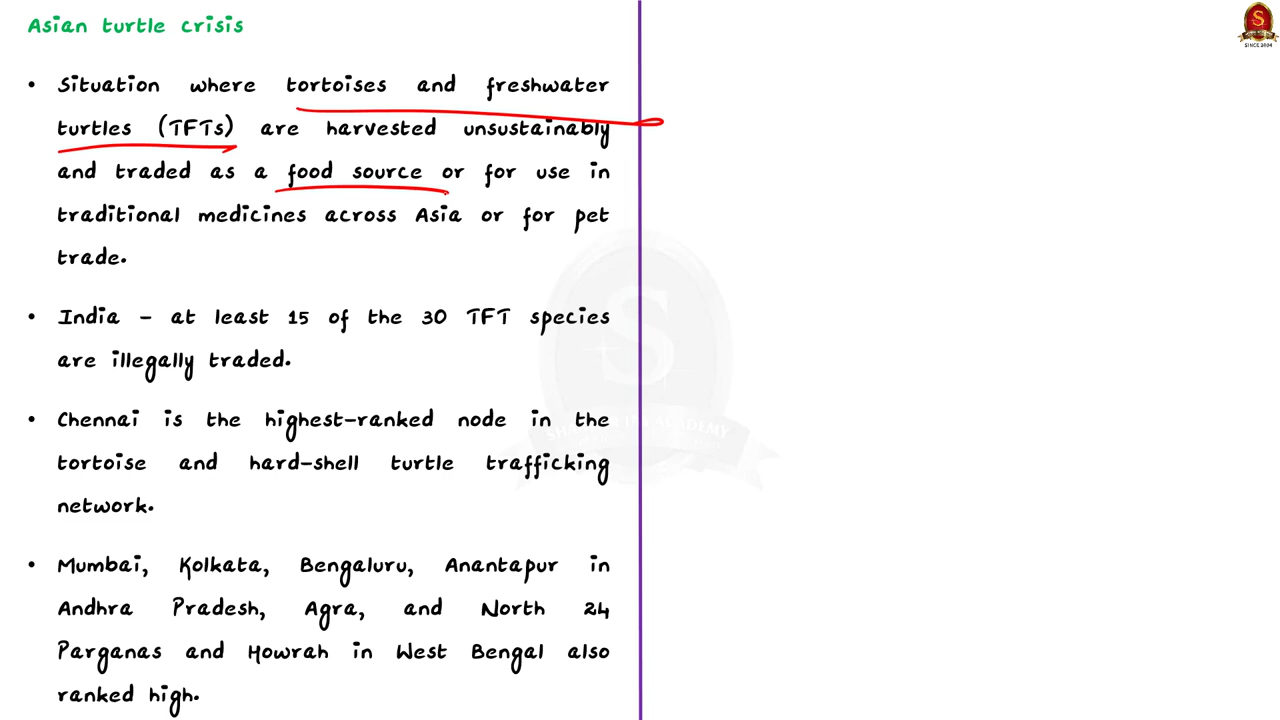 Asian turtle crisis
• Situation where tortoises and freshwater
turtles (TFTs) are harvested unsustainably
and traded as a food source or for use in
traditional medicines across Asia or for pet
trade.
• India - at least 15 of the 30 TFT species
are illegally traded.
• Chennai is the highest-ranked node in the
tortoise and hard-shell turtle trafficking
network.
• Mumbai, Kolkata, Bengaluru, Anantapur in
Andhra Pradesh, Agra, and North 24
Parganas and Howrah in West Bengal also
ranked high.
S
SINCE 2004